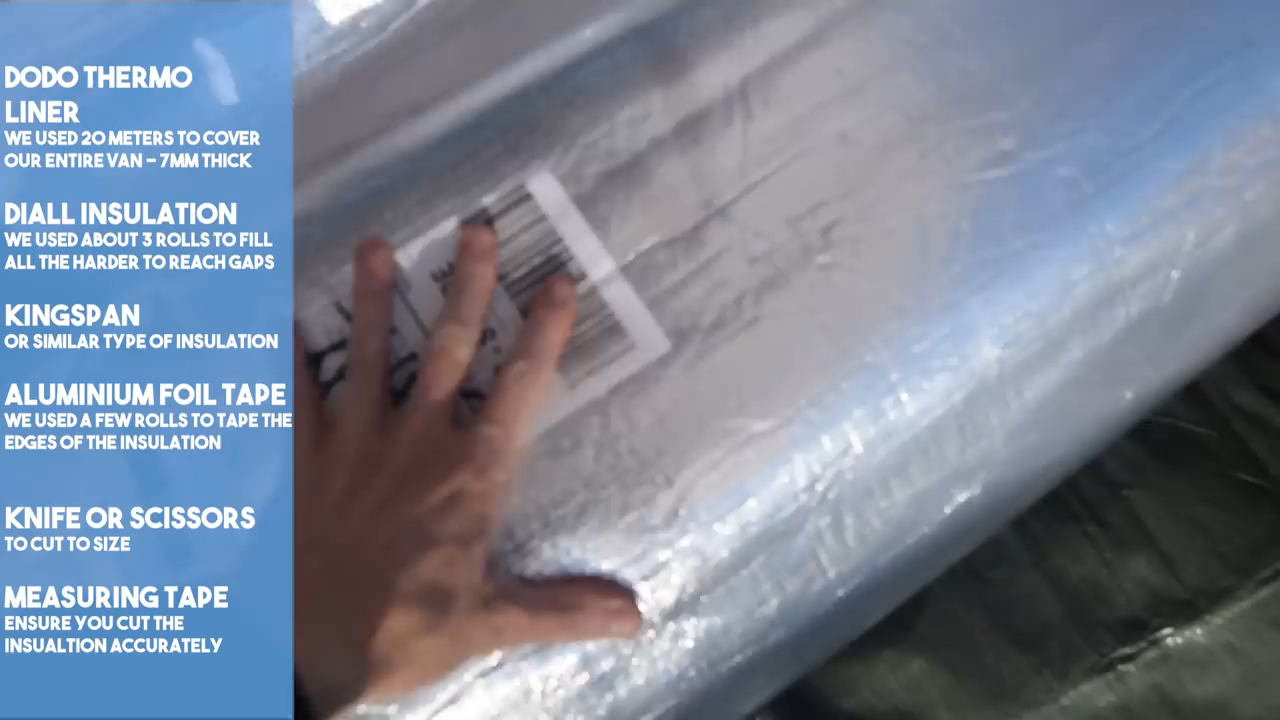 DODO THERMO
LINER
WE USED 20 METERS TO COVER
OUR ENTIRE VAN - 7MM THICK
DIALL INSULATION
WE USED ABOUT 3 ROLLS TO FILL
ALL THE HARDER TO REACH GAPS
KINGSPAN
OR SIMILAR TYPE OF INSULATION
ALUMINIUM FOIL TAPE
WE USED A FEW ROLLS TO TAPE THE
EDGES OF THE INSULATION
KNIFE OR SCISSORS
TO CUT TO SIZE
MEASURING TAPE
ENSURE YOU CUT THE
INSUALTION ACCURATELY